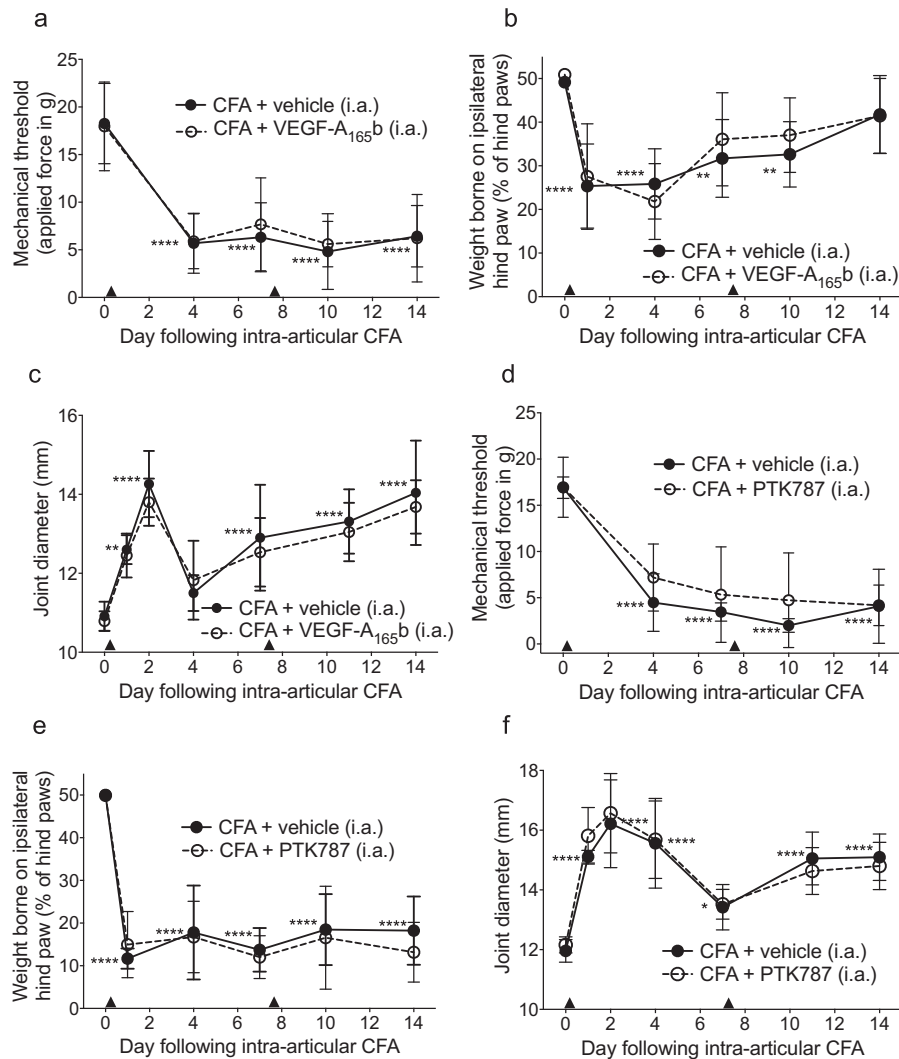 a
Mechanical threshold
(applied force in g)
25
20
15
10
5
0
CFA + vehicle (i.a.)
CFA + VEGF-A165b (i.a.)
****
****
****
****
0 2 4 6 8 10 12 14
Day following intra-articular CFA
b
Weight borne on ipsilateral
hind paw (% of hind paws)
50
40
30
20
10
0
****
****
**
**
CFA + vehicle (i.a.)
CFA + VEGF-A165b (i.a.)
0 2 4 6 8 10 12 14
Day following intra-articular CFA
c
Joint diameter (mm)
16
14
12
10
**
****
****
****
****
CFA + vehicle (i.a.)
CFA + VEGF-A165b (i.a.)
0 2 4 6 8 10 12 14
Day following intra-articular CFA
d
Mechanical threshold
(applied force in g)
25
20
15
10
5
0
CFA + vehicle (i.a.)
CFA + PTK787 (i.a.)
****
****
****
****
0 2 4 6 8 10 12 14
Day following intra-articular CFA
e
Weight borne on ipsilateral
hind paw (% of hind paws)
50
40
30
20
10
0
CFA + vehicle (i.a.)
CFA + PTK787 (i.a.)
****
****
****
****
****
0 2 4 6 8 10 12 14
Day following intra-articular CFA
f
Joint diameter (mm)
18
16
14
12
10
****
****
****
*
****
****
CFA + vehicle (i.a.)
CFA + PTK787 (i.a.)
0 2 4 6 8 10 12 14
Day following intra-articular CFA